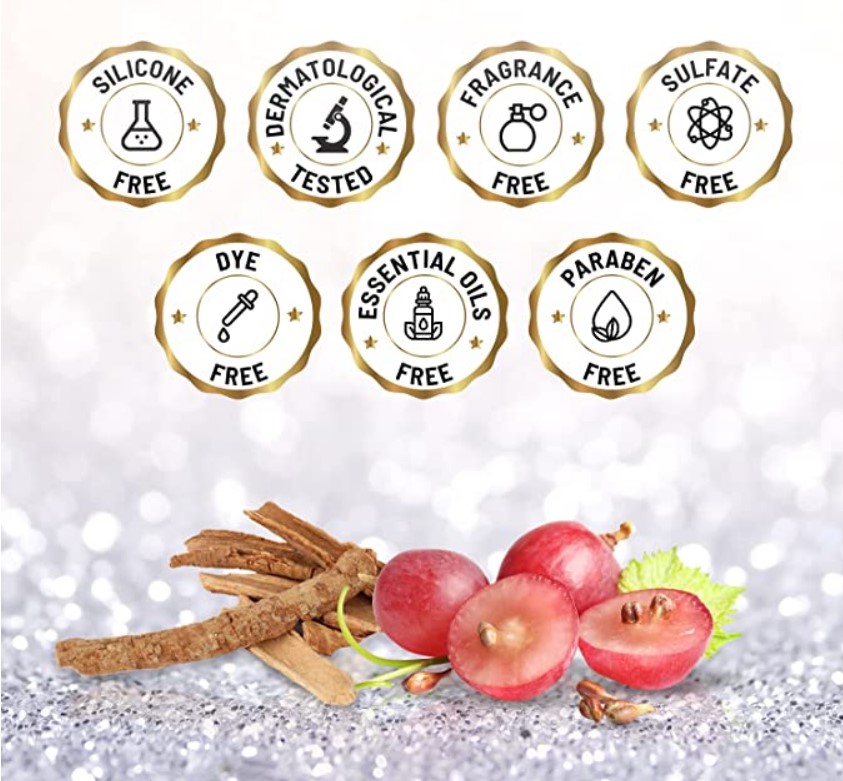 SILICONE
FREE
DERMATOLOGICAL
TESTED
FRAGRANCE
FREE
SULFATE
FREE
DYE
FREE
ESSENTIAL OILS
FREE
PARABEN
FREE